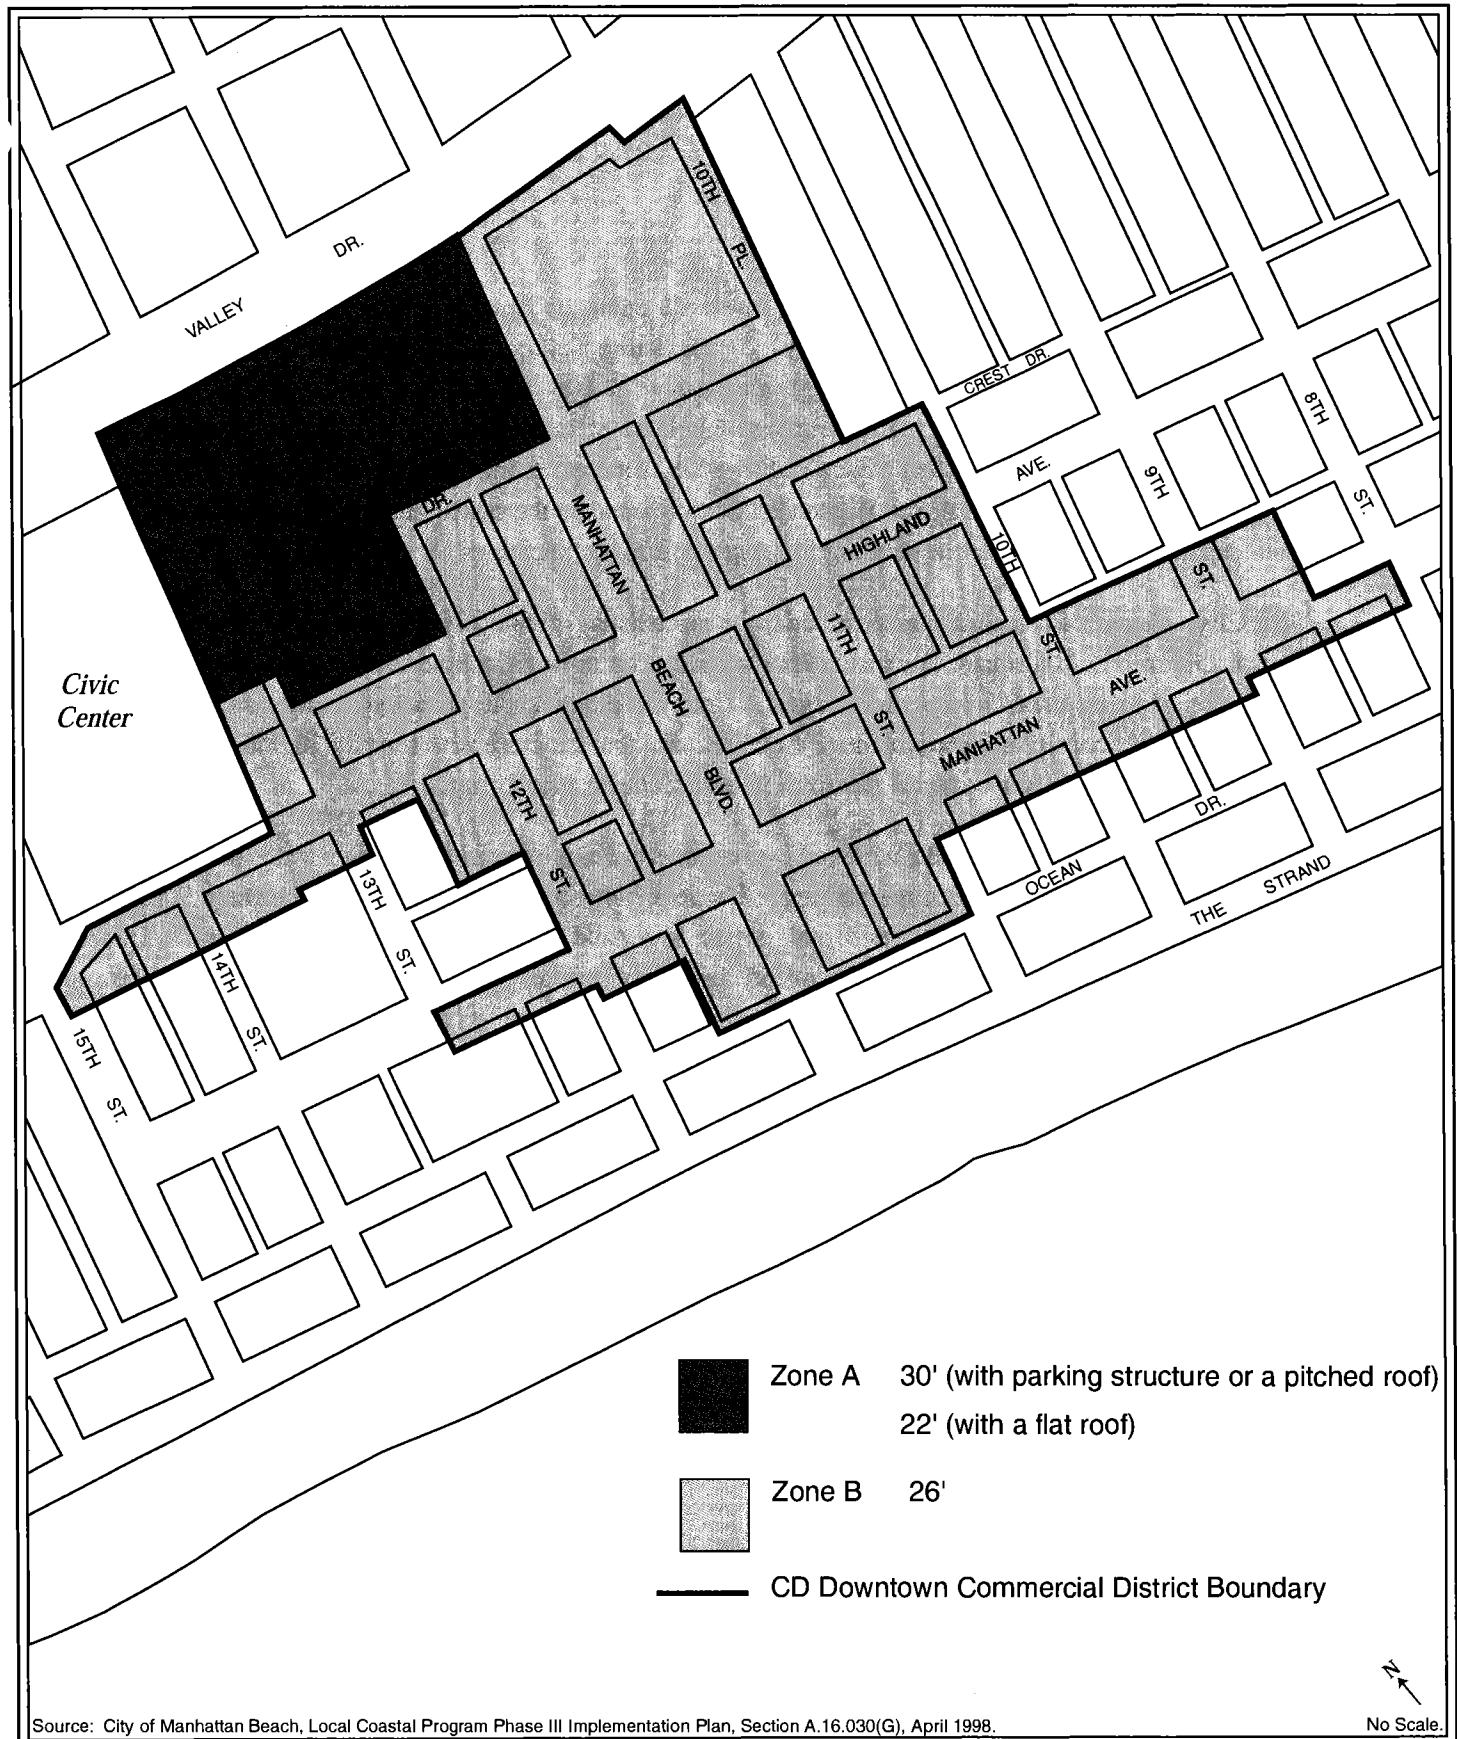 10TH
PL.
DR.
VALLEY
CREST DR.
8TH
ST.
AVE.
9TH
ST.
DR.
MANHATTAN
HIGHLAND
10TH
ST.
11TH
ST.
AVE.
MANHATTAN
Civic
Center
BEACH
BLVD.
12TH
ST.
DR.
OCEAN
THE STRAND
13TH
ST.
14TH
ST.
15TH
ST.
Zone A 30' (with parking structure or a pitched roof)
22' (with a flat roof)
Zone B 26'
CD Downtown Commercial District Boundary
N
Source: City of Manhattan Beach, Local Coastal Program Phase III Implementation Plan, Section A.16.030(G), April 1998.
No Scale.